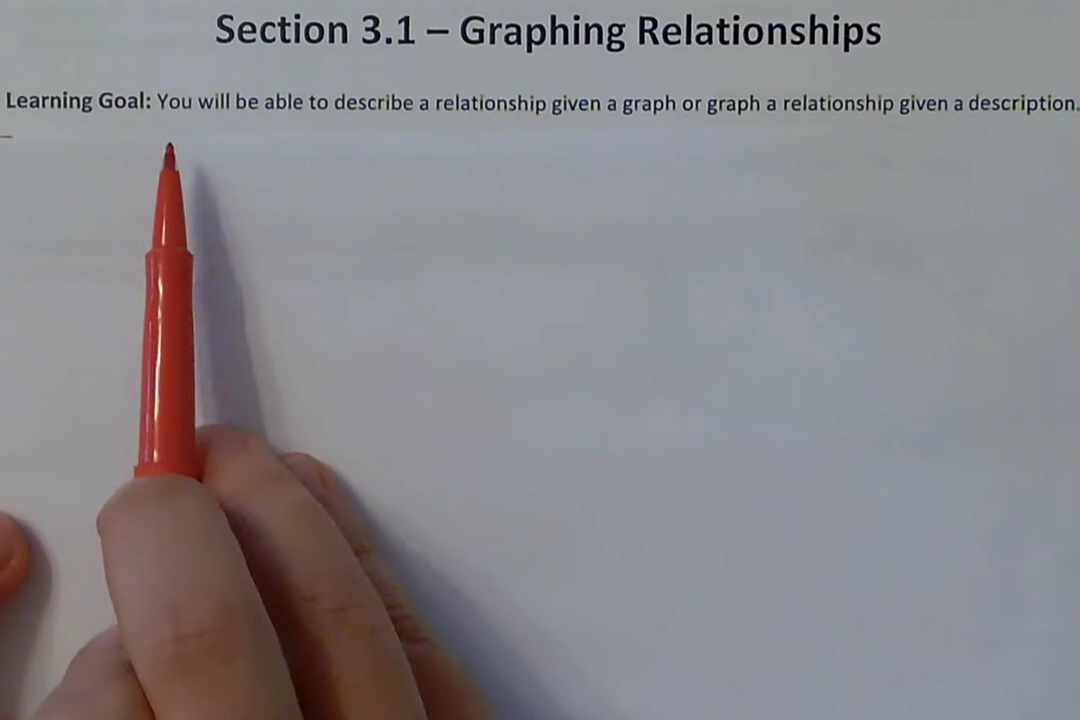 Section 3.1 – Graphing Relationships
Learning Goal: You will be able to describe a relationship given a graph or graph a relationship given a description.